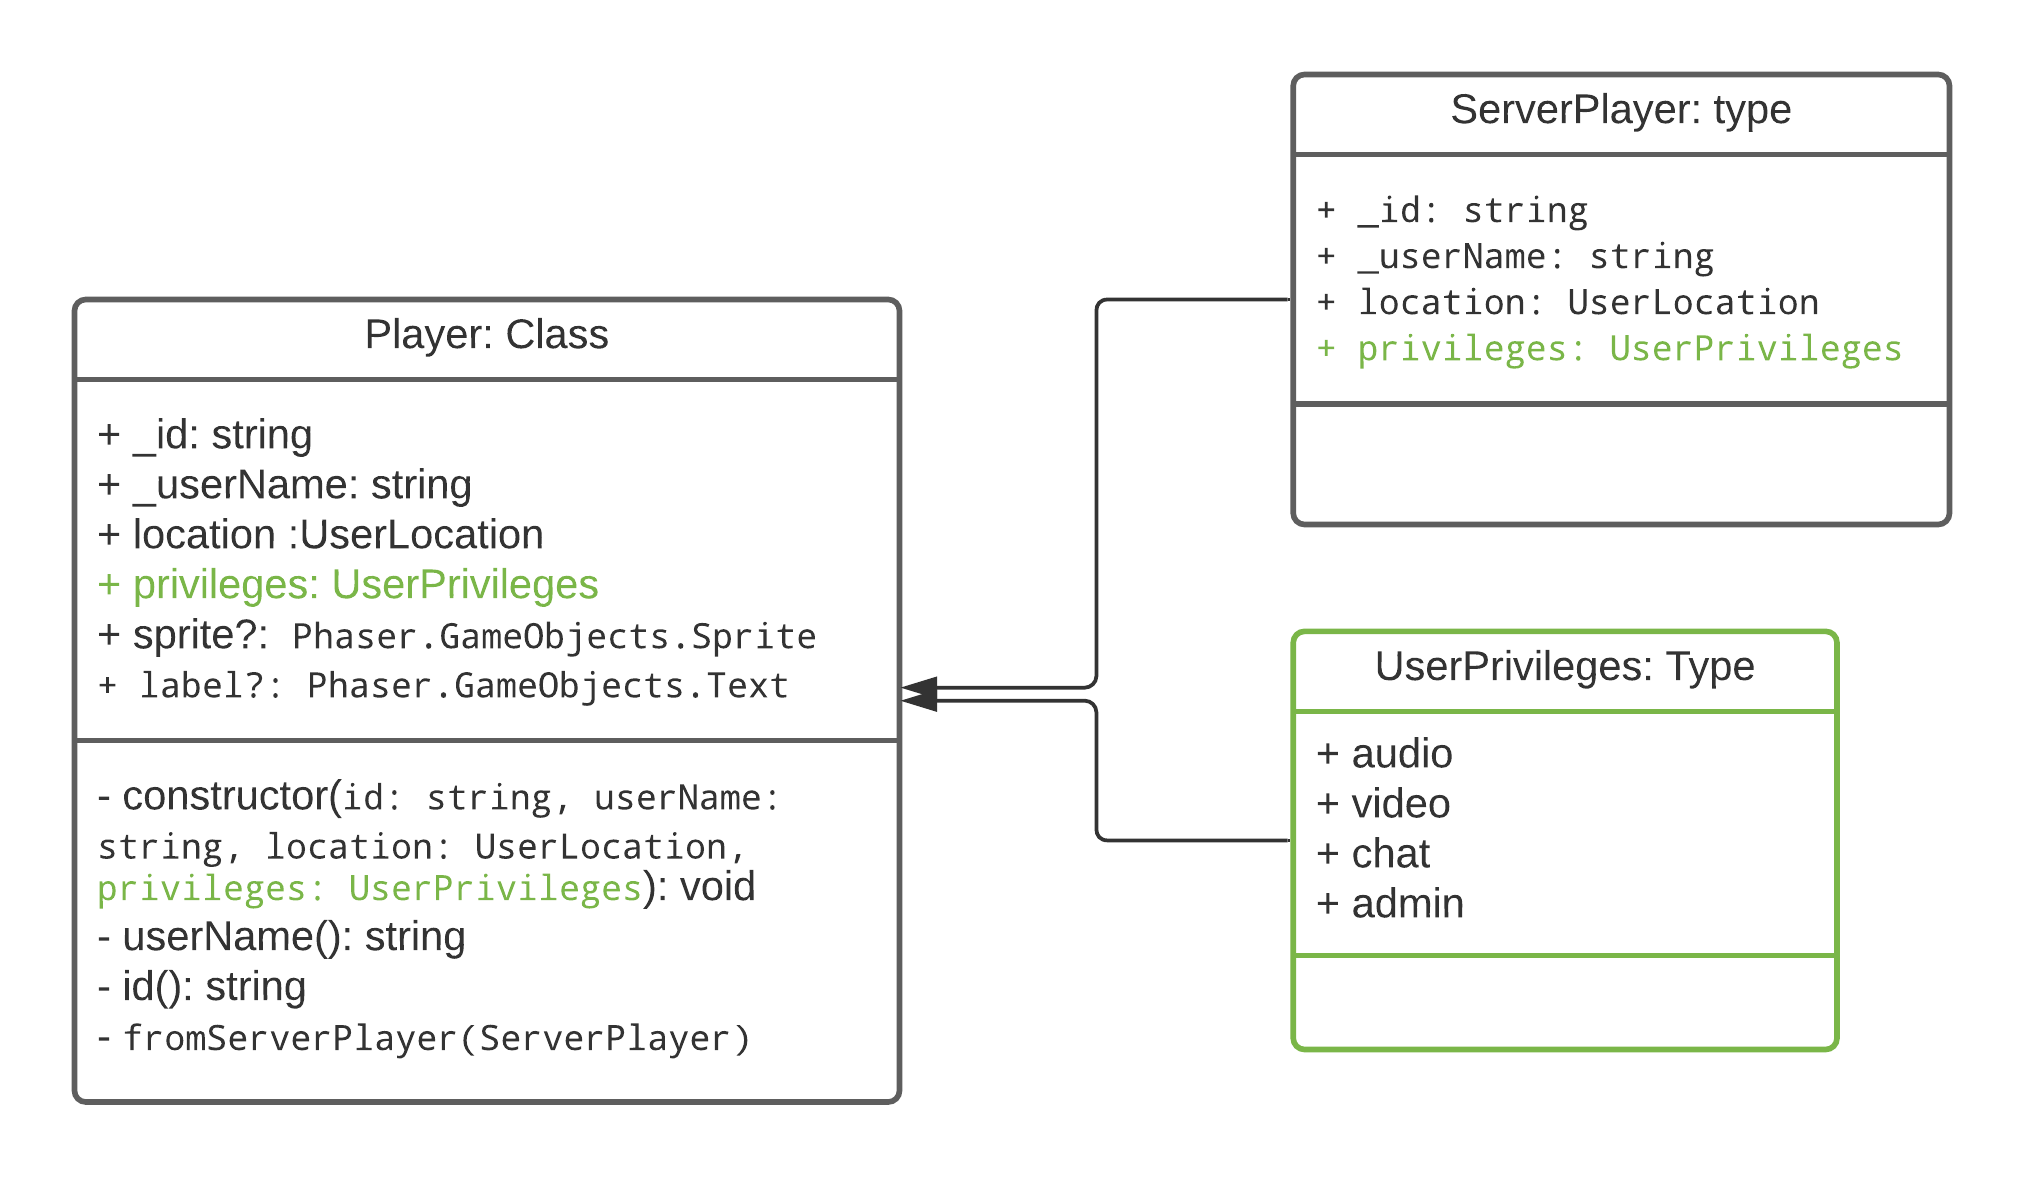 Player: Class
+ _id: string
+ _userName: string
+ location :UserLocation
+ privileges: UserPrivileges
+ sprite?: Phaser.GameObjects.Sprite
+ label?: Phaser.GameObjects.Text
- constructor(id: string, userName:
string, location: UserLocation,
privileges: UserPrivileges): void
- userName(): string
- id(): string
- fromServerPlayer(ServerPlayer)
ServerPlayer: type
+ _id: string
+ _userName: string
+ location: UserLocation
+ privileges: UserPrivileges
UserPrivileges: Type
+ audio
+ video
+ chat
+ admin